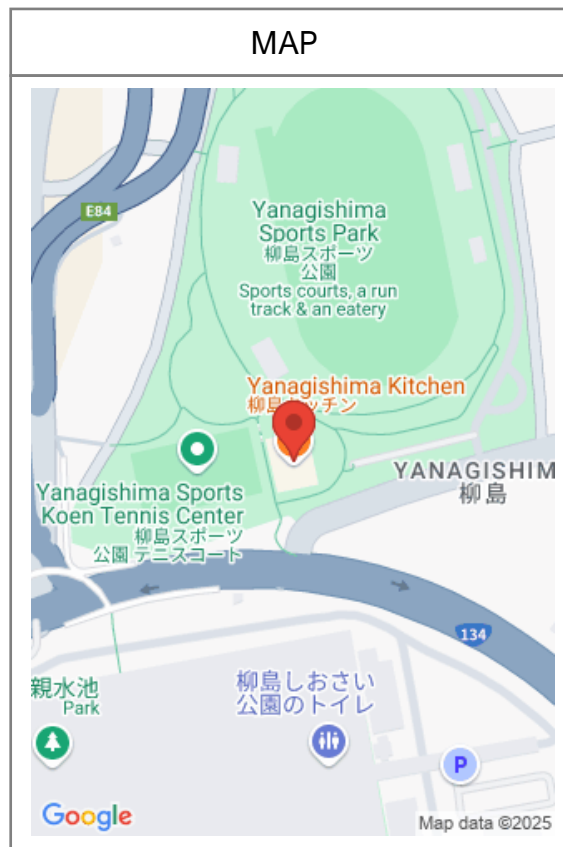 MAP
E84
Yanagishima
Sports Park
柳島スポーツ
公園
Sports courts, a run
track & an eatery
Yanagishima Kitchen
YANAGISHIM
柳島
Yanagishima Sports
Koen Tennis Center
柳島スポーツ
公園 テニスコート
134
親水池
Park
柳島しおさい
公園のトイレ
P
Google
Map data ©2025